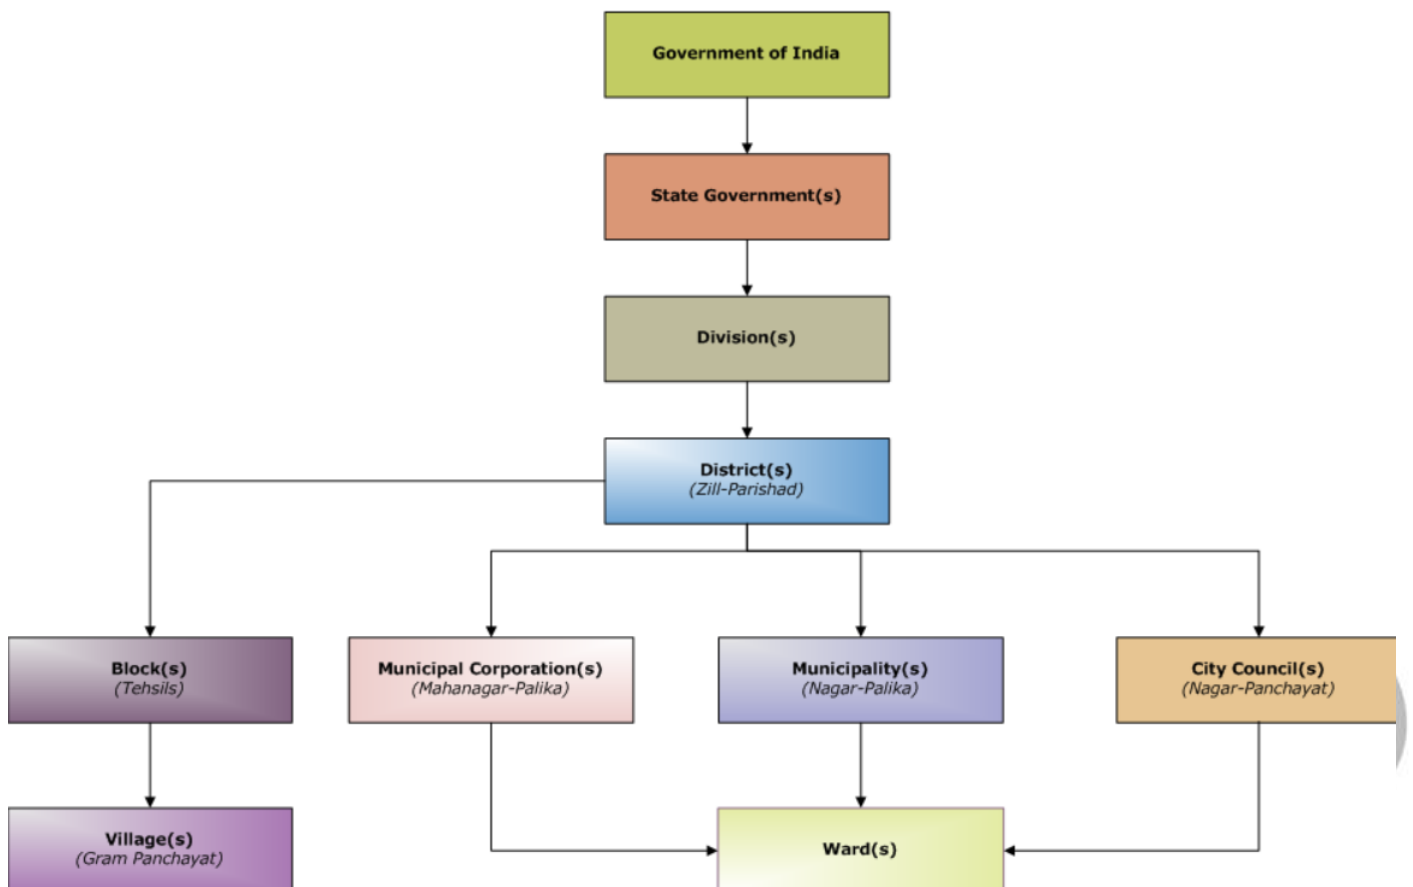 Government of India
State Government(s)
Division(s)
District(s)
(Zill-Parishad)
Block(s)
(Tehsils)
Municipal Corporation(s)
(Mahanagar-Palika)
Municipality(s)
(Nagar-Palika)
City Council(s)
(Nagar-Panchayat)
Village(s)
(Gram Panchayat)
Ward(s)